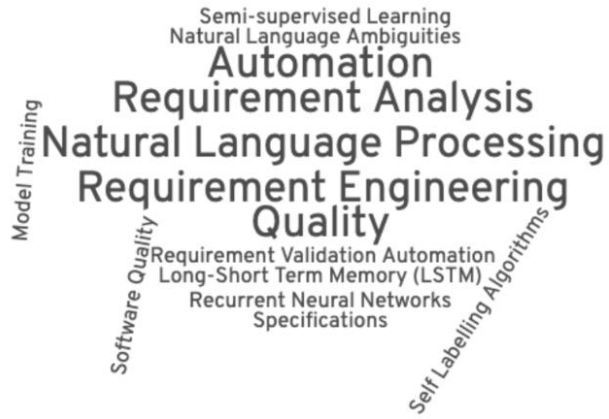 Semi-supervised Learning
Natural Language Ambiguities
Automation
Requirement Analysis
Model Training
Natural Language Processing
Requirement Engineering
Quality
Software Quality
Requirement Validation Automation
Long-Short Term Memory (LSTM)
Recurrent Neural Networks
Specifications
Self Labelling Algorithms